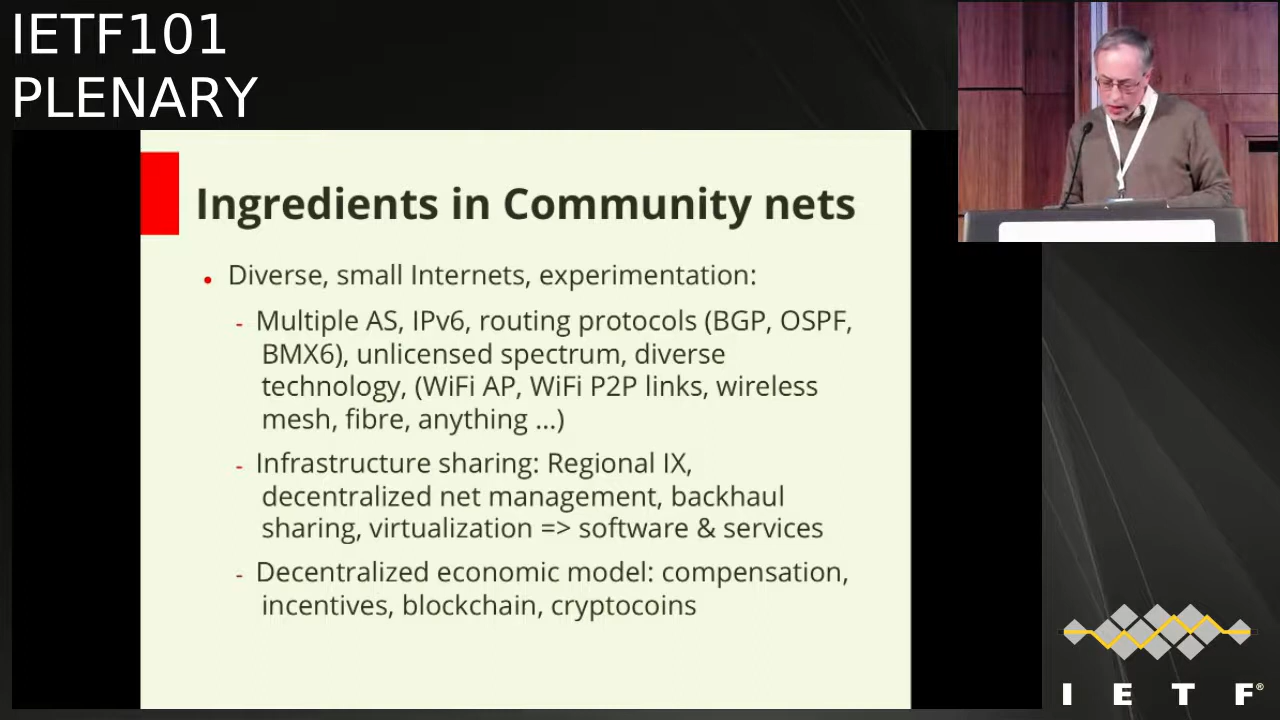 IETF101
PLENARY
Ingredients in Community nets
• Diverse, small Internets, experimentation:
- Multiple AS, IPv6, routing protocols (BGP, OSPF,
BMX6), unlicensed spectrum, diverse
technology, (WiFi AP, WiFi P2P links, wireless
mesh, fibre, anything ...)
- Infrastructure sharing: Regional IX,
decentralized net management, backhaul
sharing, virtualization => software & services
- Decentralized economic model: compensation,
incentives, blockchain, cryptocoins
I E T F®